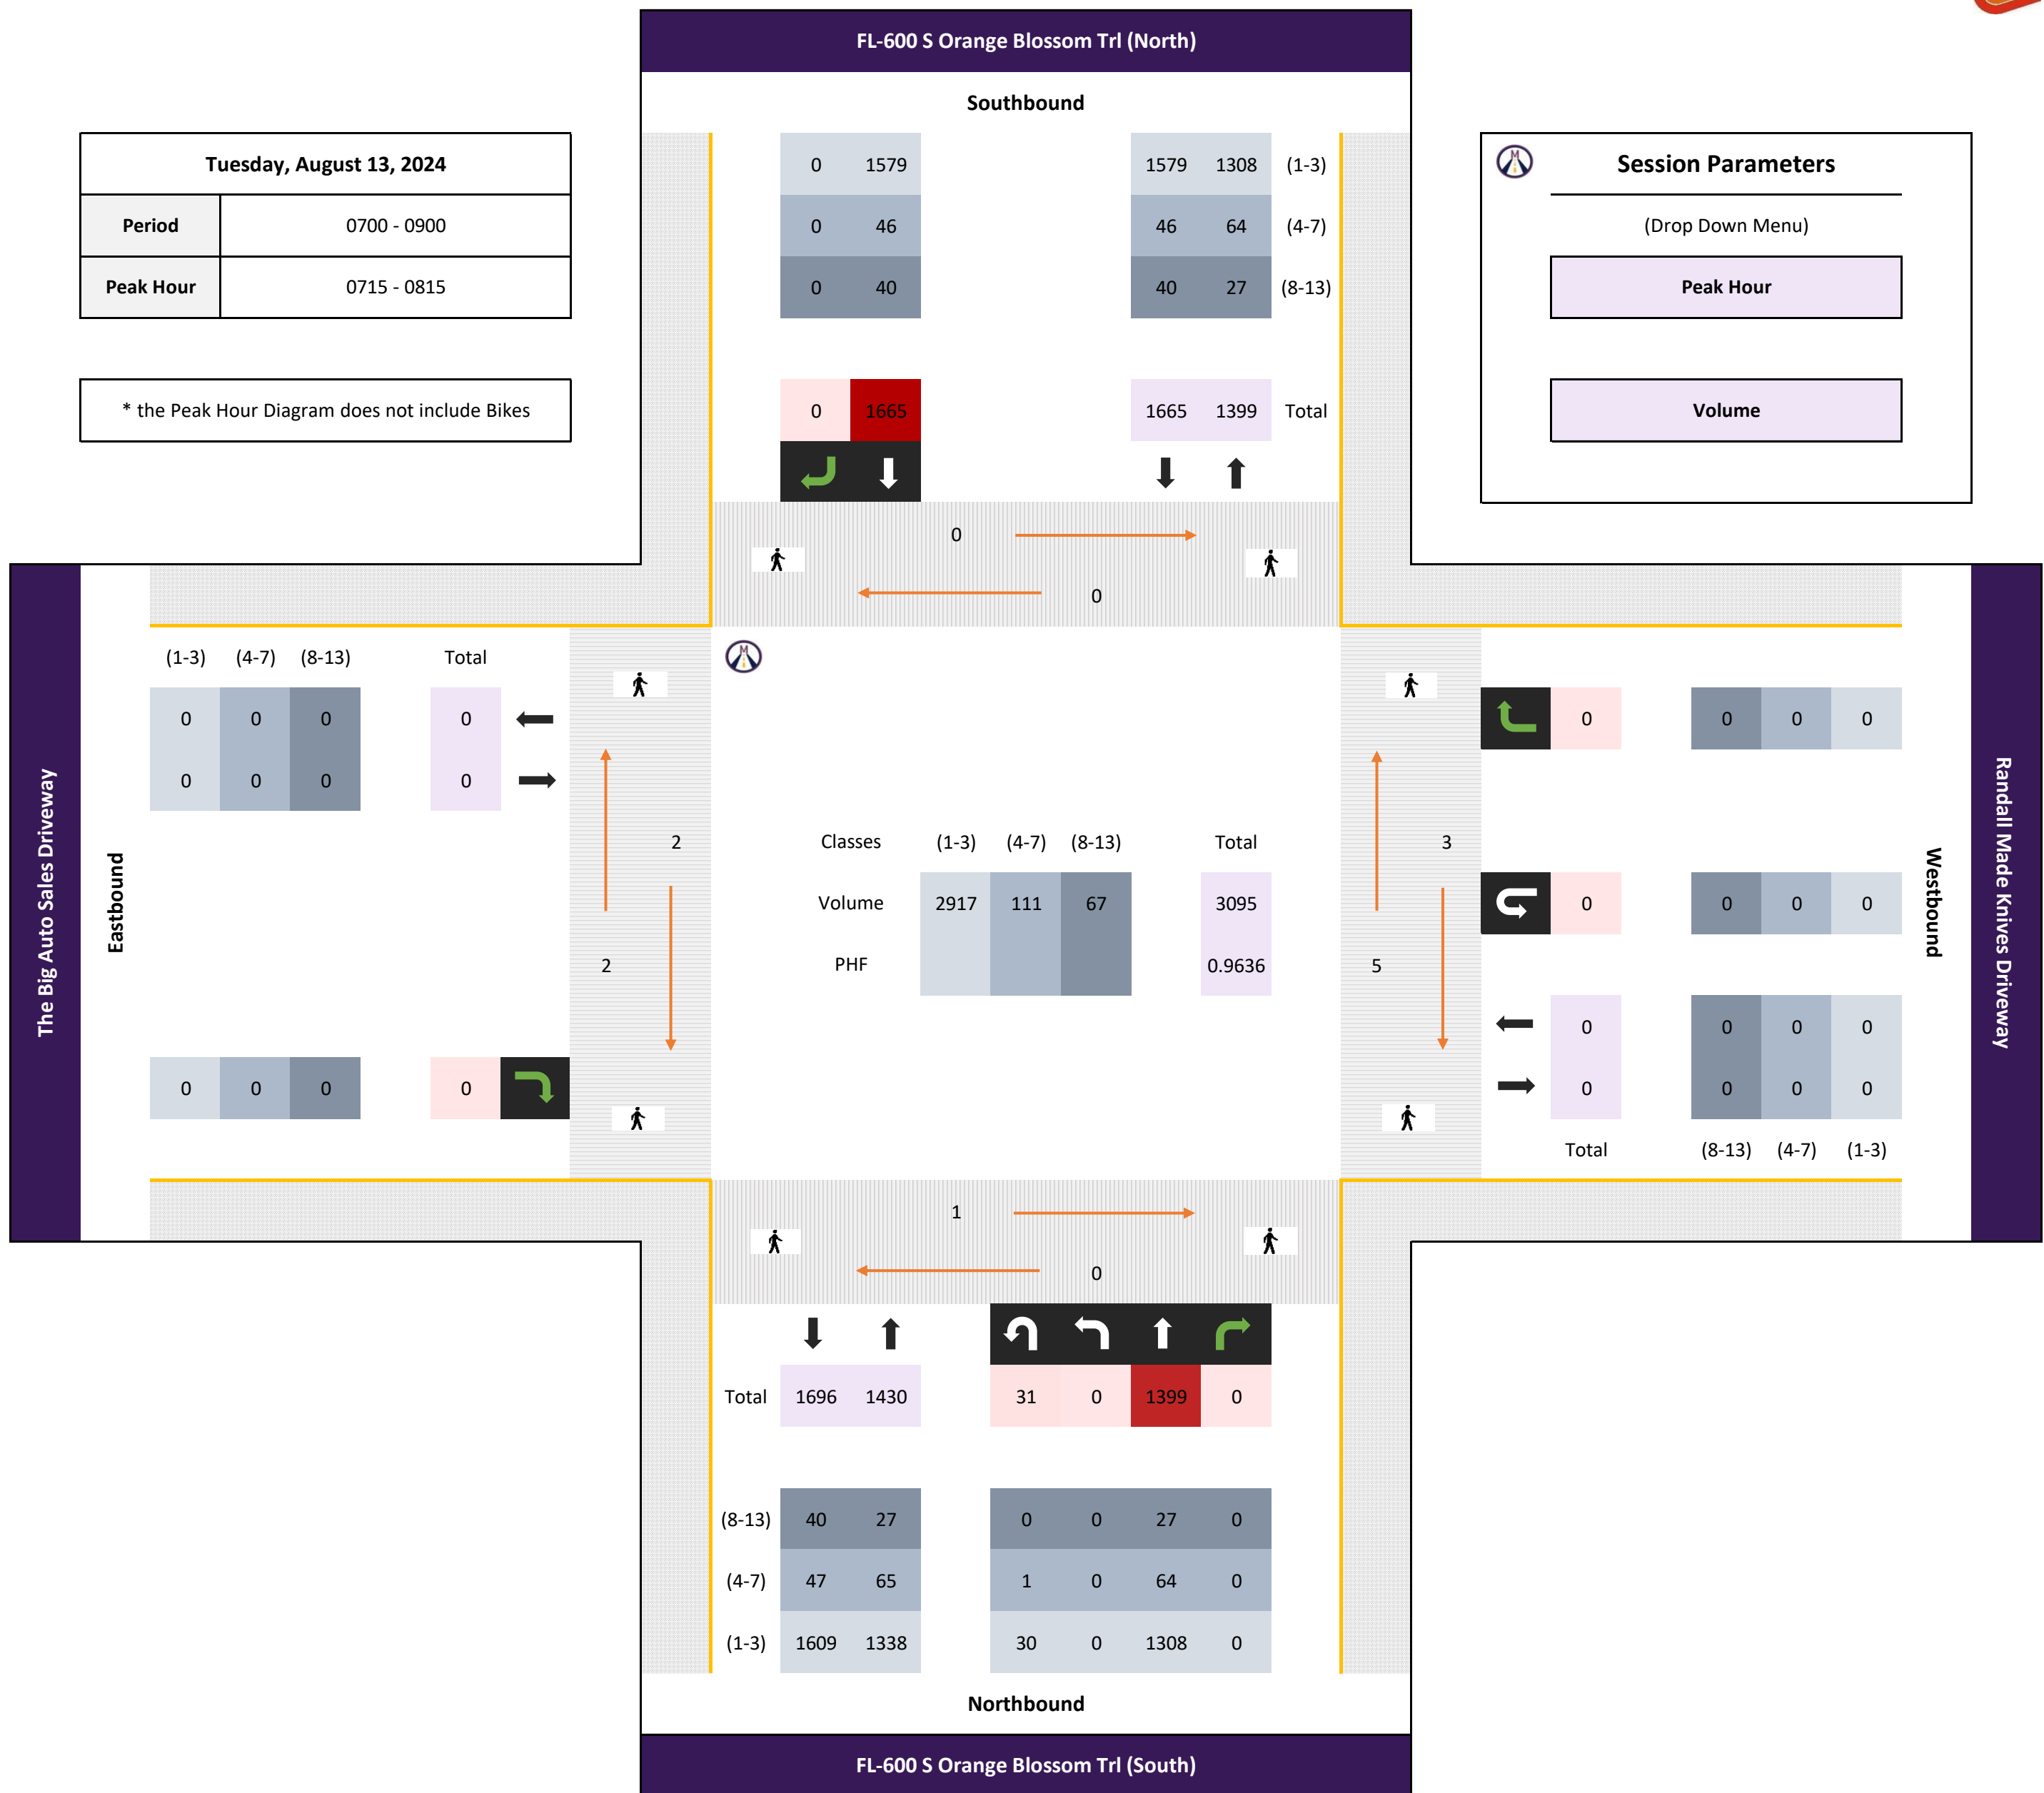 FL-600 S Orange Blossom Trl (North)
Southbound
Tuesday, August 13, 2024
Period 0700 - 0900
Peak Hour 0715 - 0815
* the Peak Hour Diagram does not include Bikes
0 1579 1579 1308 (1-3)
0 46 46 64 (4-7)
0 40 40 27 (8-13)
0 1665 1665 1399 Total
Session Parameters
(Drop Down Menu)
Peak Hour
Volume
0
0
The Big Auto Sales Driveway
Eastbound
(1-3) (4-7) (8-13) Total
0 0 0 0
0 0 0 0
0 0 0 0
2
2
Classes (1-3) (4-7) (8-13) Total
Volume 2917 111 67 3095
PHF 0.9636
3
5
0 0 0 0
0 0 0 0
0 0 0 0
0 0 0 0
Total (8-13) (4-7) (1-3)
Westbound
Randall Made Knives Driveway
1
0
Total 1696 1430 31 0 1399 0
(8-13) 40 27 0 0 27 0
(4-7) 47 65 1 0 64 0
(1-3) 1609 1338 30 0 1308 0
Northbound
FL-600 S Orange Blossom Trl (South)